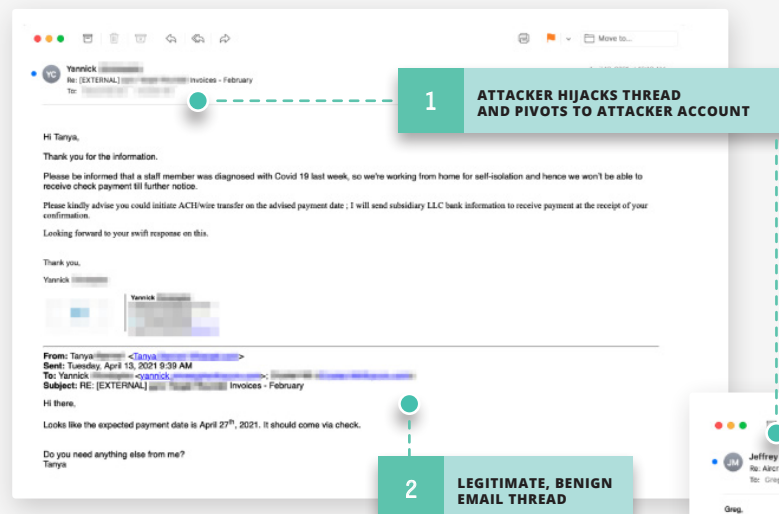 Move to...
YC
Yannick
Re: [EXTERNAL] Invoices - February
To:
1
ATTACKER HIJACKS THREAD
AND PIVOTS TO ATTACKER ACCOUNT
Hi Tanya,
Thank you for the information.
Please be informed that a staff member was diagnosed with Covid 19 last week, so we're working from home for self-isolation and hence we won't be able to
receive check payment till further notice.
Please kindly advise you could initiate ACH/wire transfer on the advised payment date ; I will send subsidiary LLC bank information to receive payment at the receipt of your
confirmation.
Looking forward to your swift response on this.
Thank you,
Yannick
Yannick
From: Tanya <Tanya
Sent: Tuesday, April 13, 2021 9:39 AM
To: Yannick <yannick
Subject: RE: [EXTERNAL] Invoices - February
Hi there,
Looks like the expected payment date is April 27th, 2021. It should come via check.
Do you need anything else from me?
Tanya
2
LEGITIMATE, BENIGN
EMAIL THREAD
JM
Jeffrey
Re: Aircr
To: Greg
Greg,